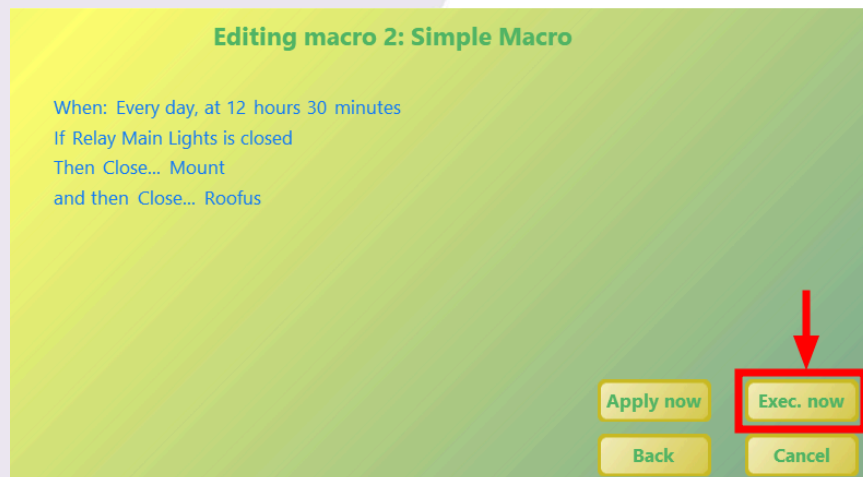 Editing macro 2: Simple Macro
When: Every day, at 12 hours 30 minutes
If Relay Main Lights is closed
Then Close... Mount
and then Close... Roofus
Apply now
Exec. now
Back
Cancel